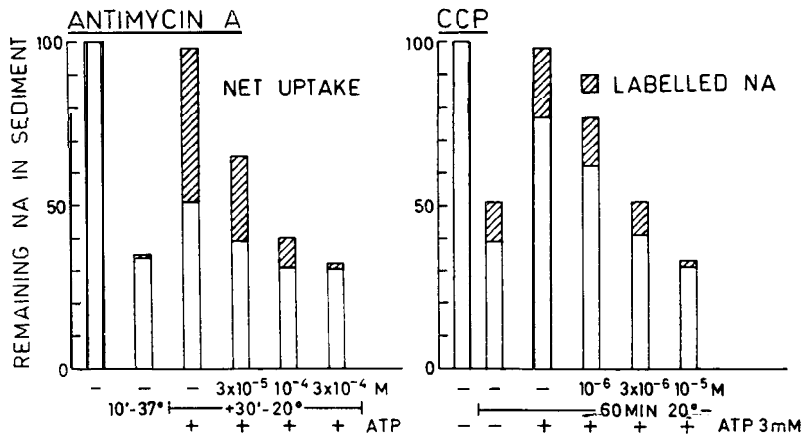 ANTIMYCIN A
REMAINING NA IN SEDIMENT
100
50
0
NET UPTAKE
– – – 3x10⁻⁵ 10⁻⁴ 3x10⁻⁴ M
10'-37° +30'-20°
+ + + + ATP
CCP
100
50
0
LABELLED NA
– – – 10⁻⁶ 3x10⁻⁶ 10⁻⁵ M
60 MIN 20°
– – + + + + ATP 3mM